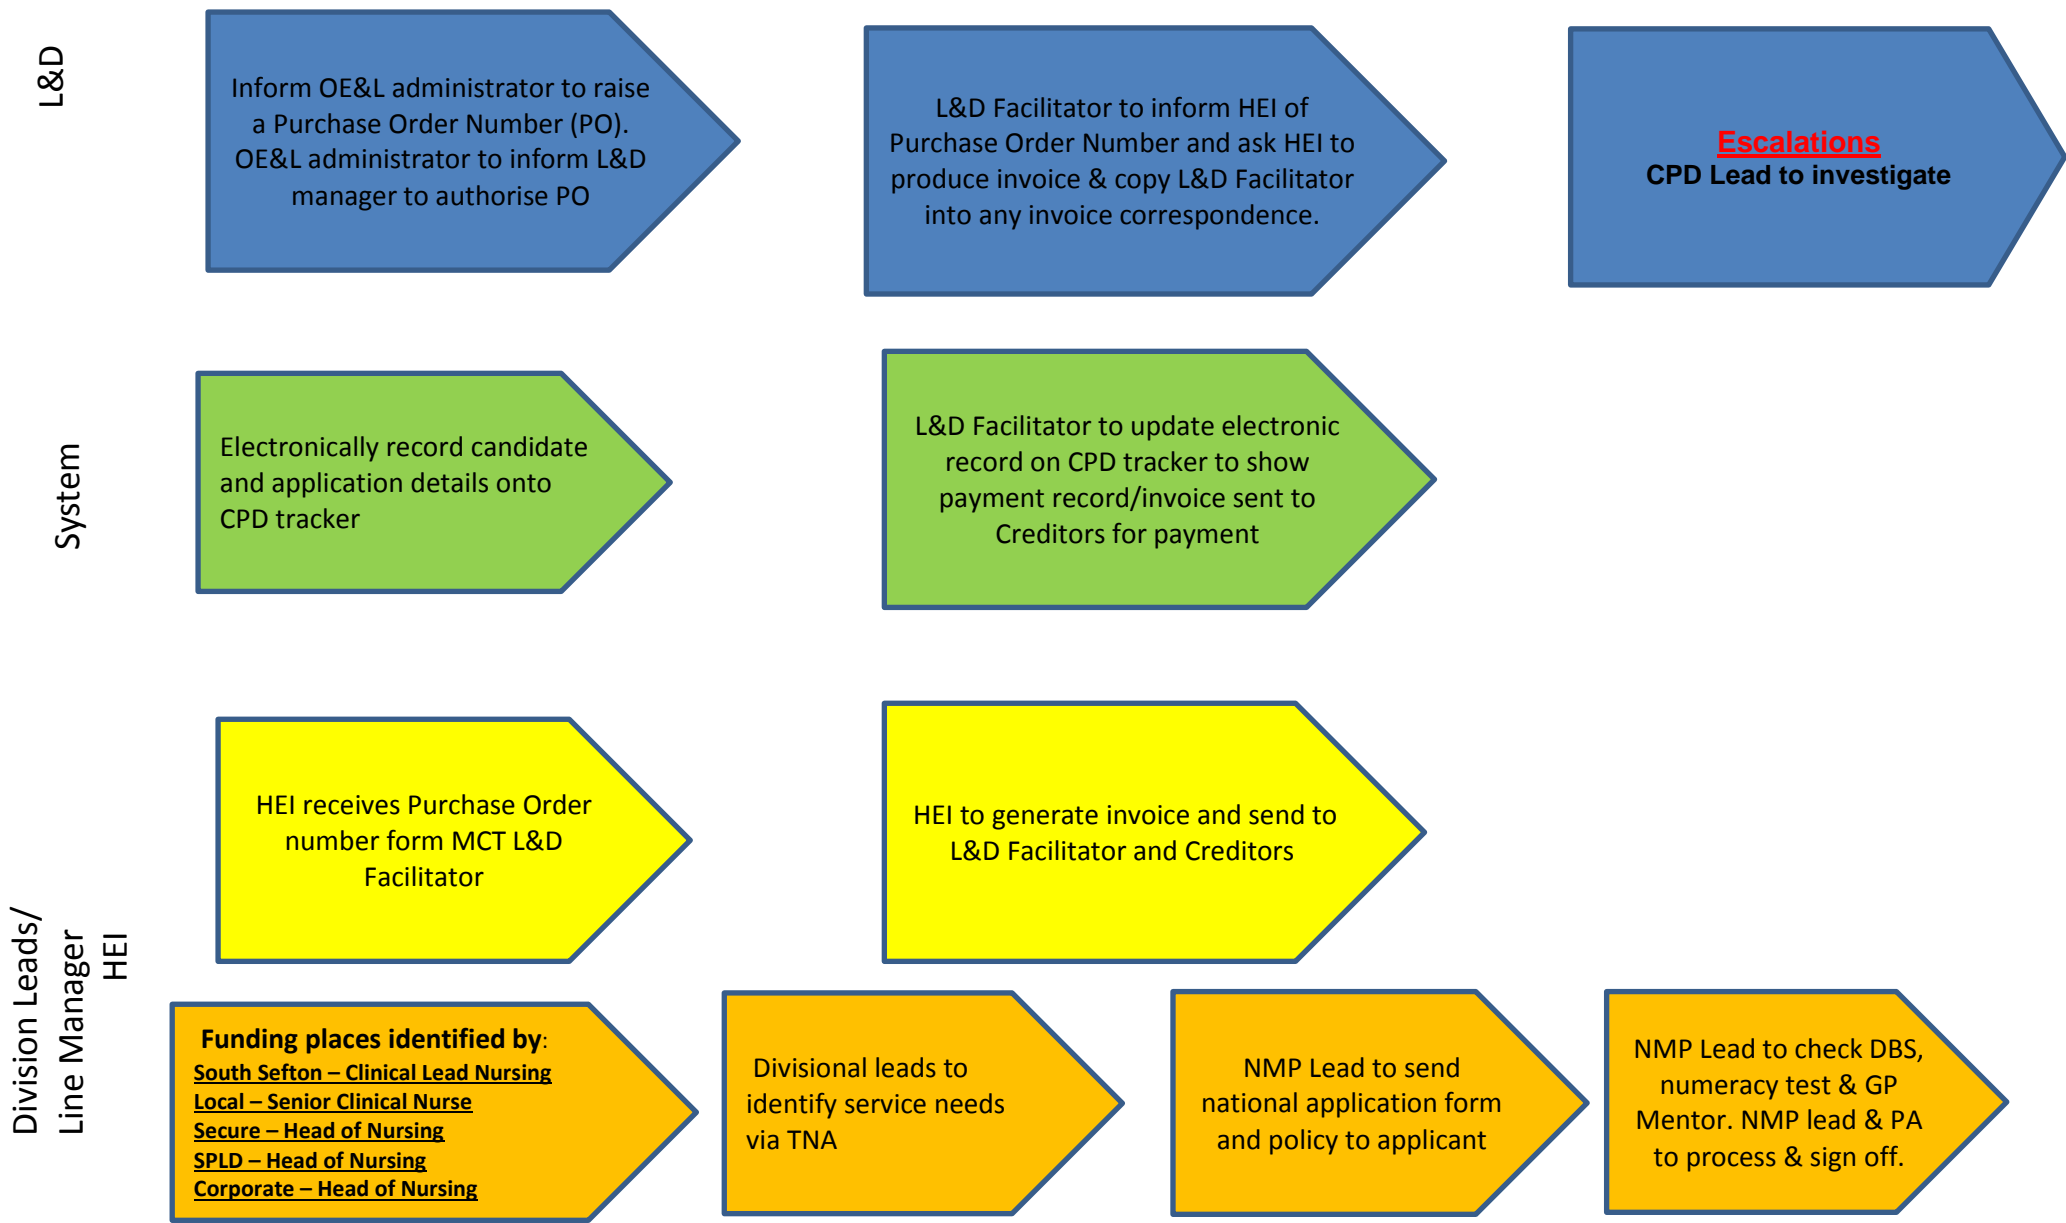 L&D
Inform OE&L administrator to raise
a Purchase Order Number (PO).
OE&L administrator to inform L&D
manager to authorise PO
L&D Facilitator to inform HEI of
Purchase Order Number and ask HEI to
produce invoice & copy L&D Facilitator
into any invoice correspondence.
Escalations
CPD Lead to investigate
System
Electronically record candidate
and application details onto
CPD tracker
L&D Facilitator to update electronic
record on CPD tracker to show
payment record/invoice sent to
Creditors for payment
HEI
HEI receives Purchase Order
number form MCT L&D
Facilitator
HEI to generate invoice and send to
L&D Facilitator and Creditors
Division Leads/
Line Manager
Funding places identified by:
South Sefton – Clinical Lead Nursing
Local – Senior Clinical Nurse
Secure – Head of Nursing
SPLD – Head of Nursing
Corporate – Head of Nursing
Divisional leads to
identify service needs
via TNA
NMP Lead to send
national application form
and policy to applicant
NMP Lead to check DBS,
numeracy test & GP
Mentor. NMP lead & PA
to process & sign off.